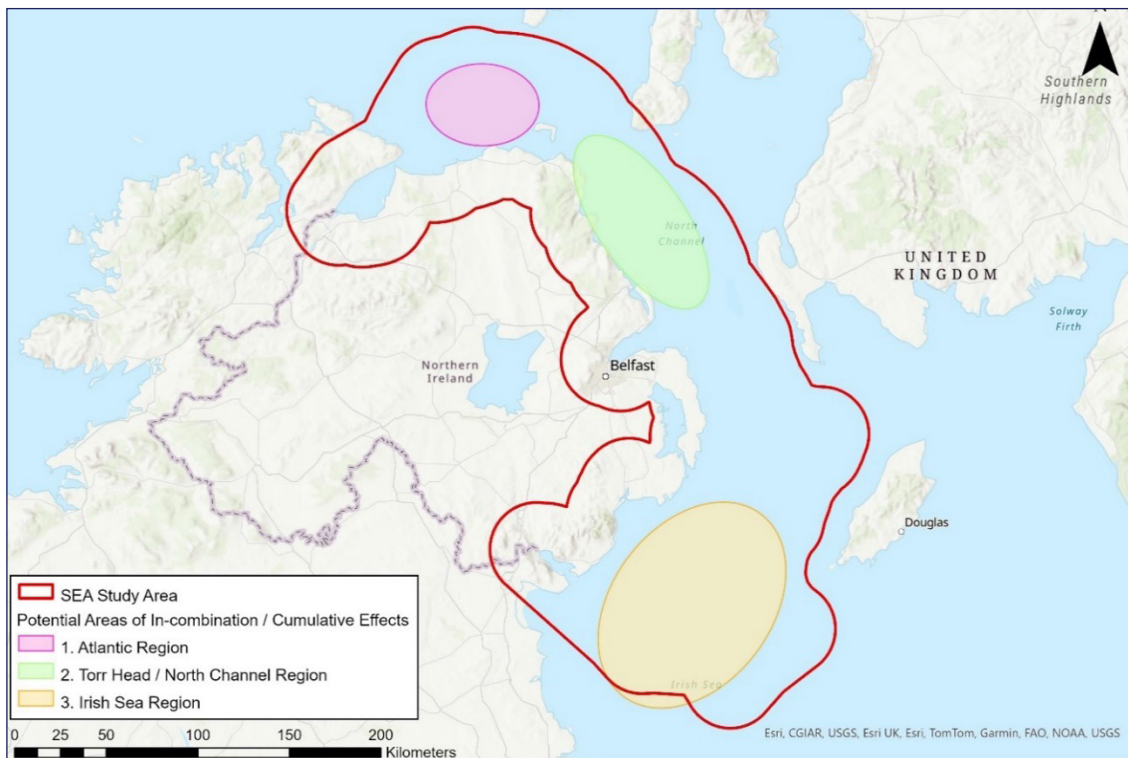 N
Southern
Highlands
North
Channel
UNITED
KINGDOM
Solway
Firth
Northern
Ireland
Belfast
Douglas
Irish Sea
SEA Study Area
Potential Areas of In-combination / Cumulative Effects
1. Atlantic Region
2. Torr Head / North Channel Region
3. Irish Sea Region
0 25 50 100 150 200
Kilometers
Esri, CGIAR, USGS, Esri UK, Esri, TomTom, Garmin, FAO, NOAA, USGS